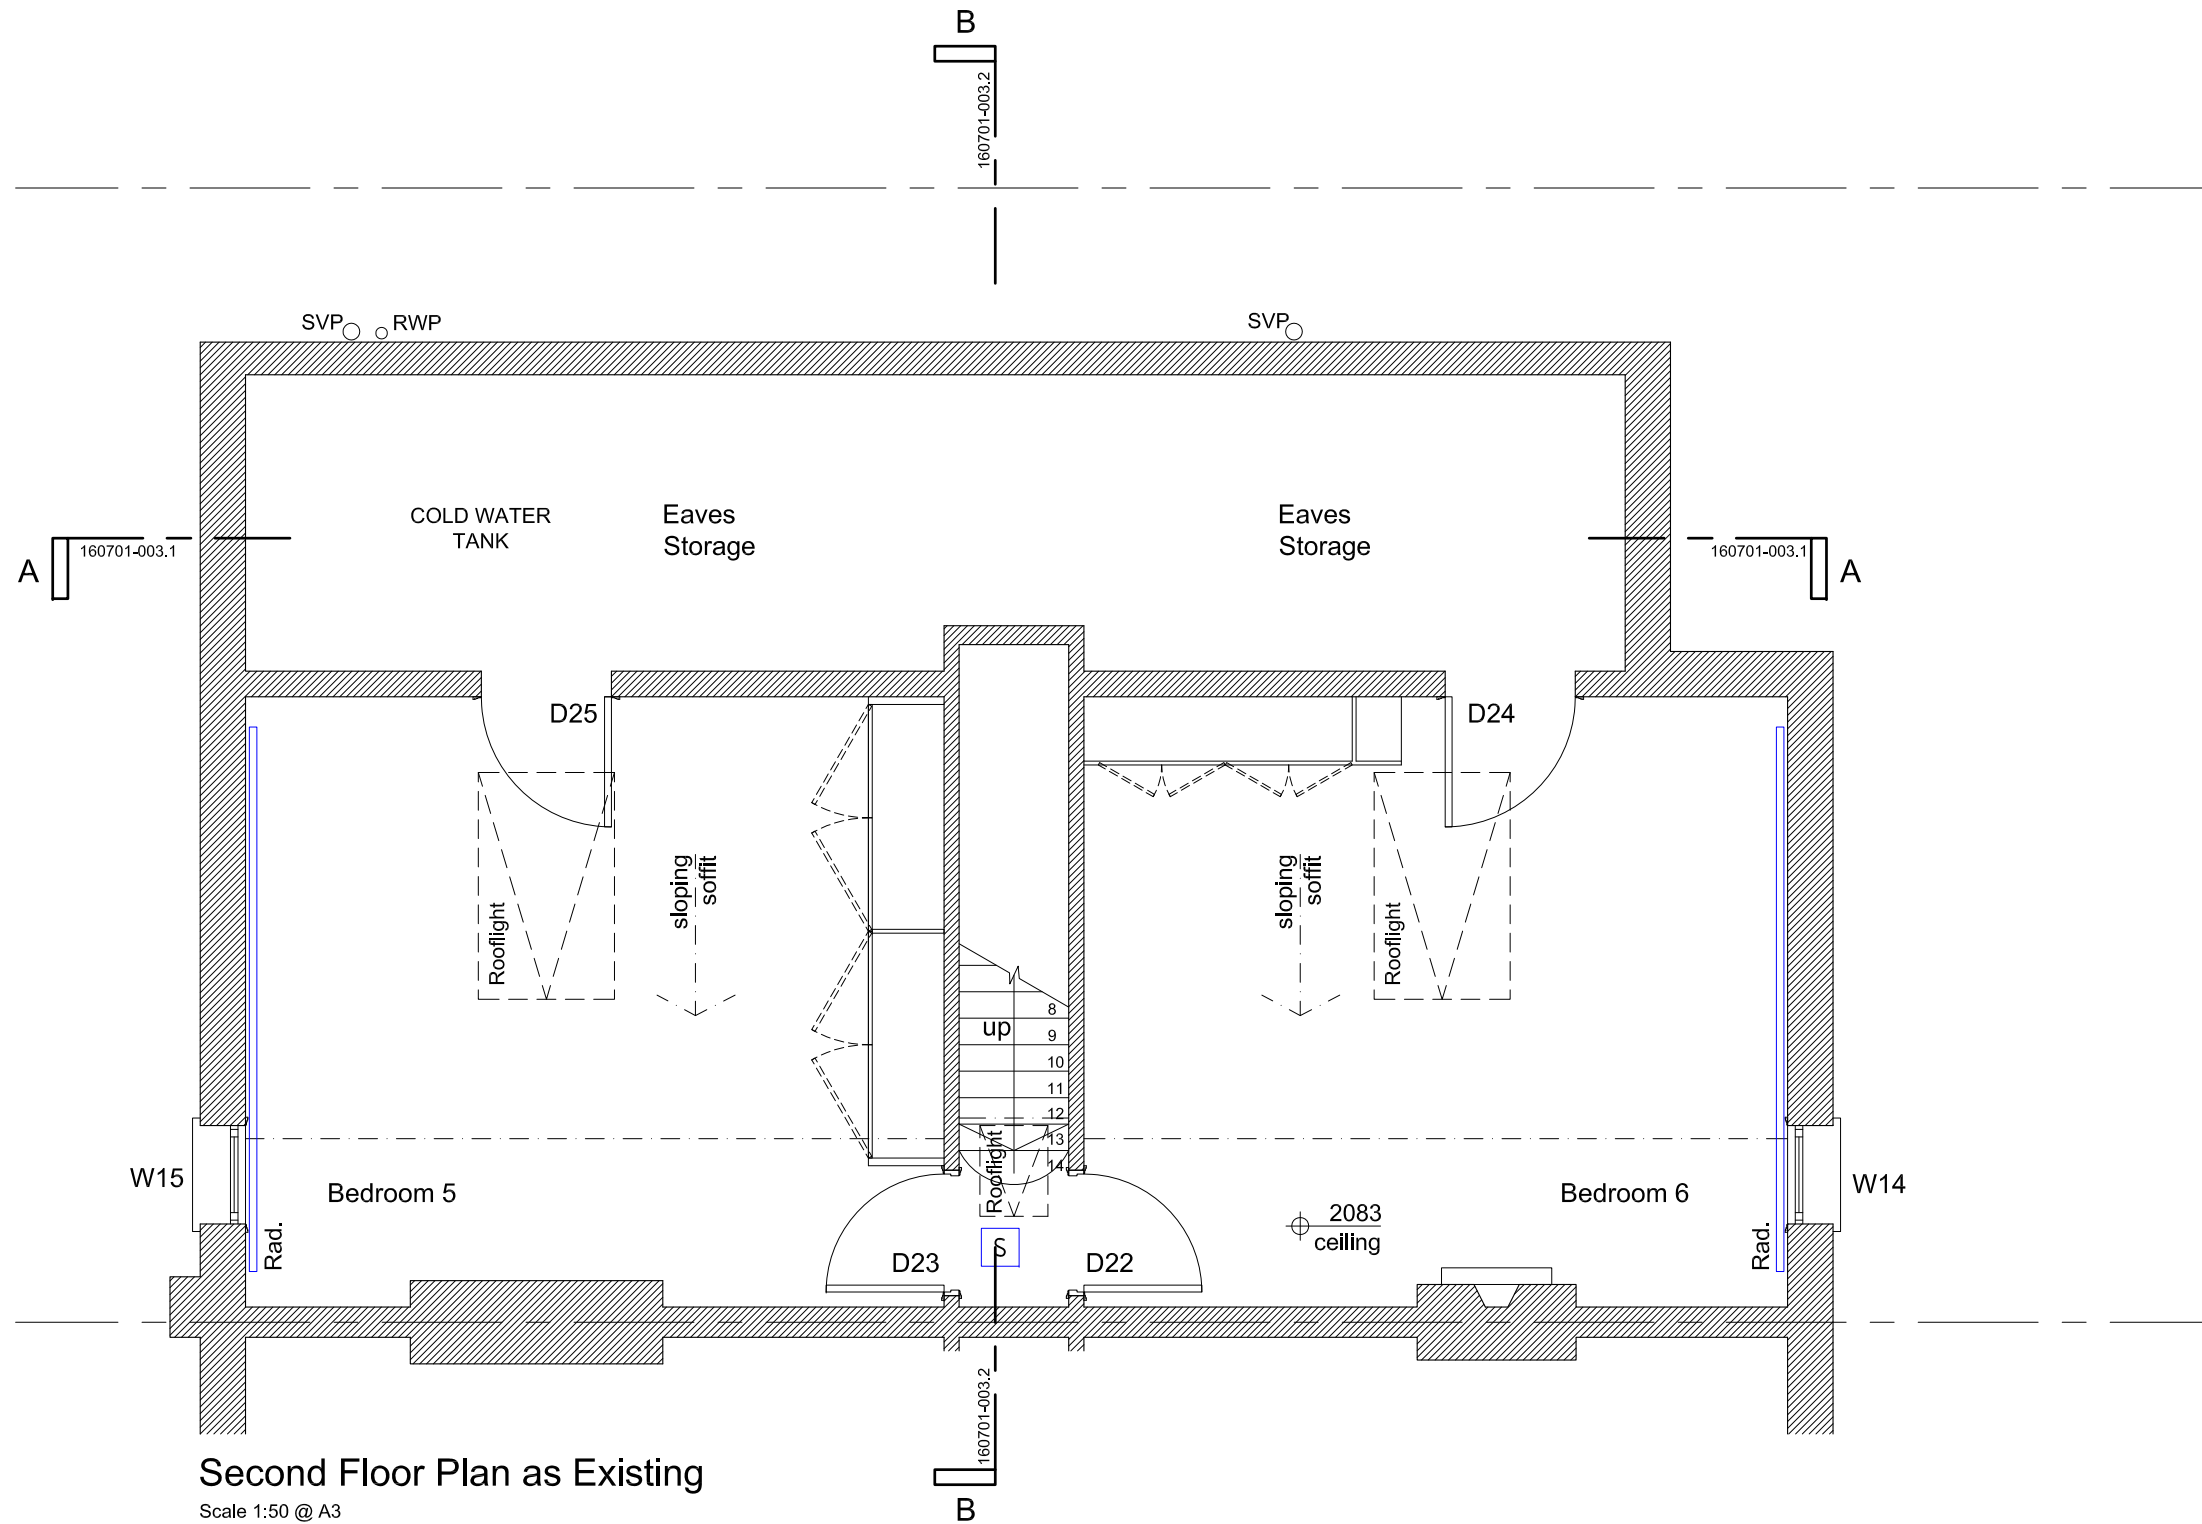 B
160701-003.2
SVP
RWP
SVP
COLD WATER
TANK
Eaves
Storage
Eaves
Storage
A
160701-003.1
160701-003.1
A
D25
D24
sloping
soffit
sloping
soffit
Rooflight
Rooflight
up
8
9
10
11
12
13
14
Rooflight
W15
Bedroom 5
Bedroom 6
W14
Rad.
Rad.
2083
ceiling
S
D23
D22
160701-003.2
B
Second Floor Plan as Existing
Scale 1:50 @ A3